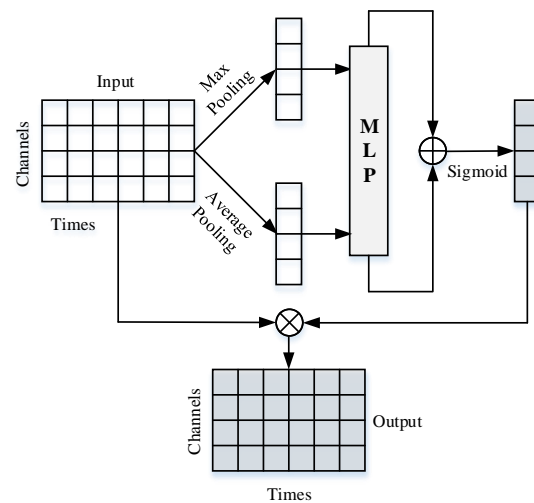 Input
Channels
Times
Max
Pooling
Average
Pooling
M
L
P
Sigmoid
Channels
Output
Times